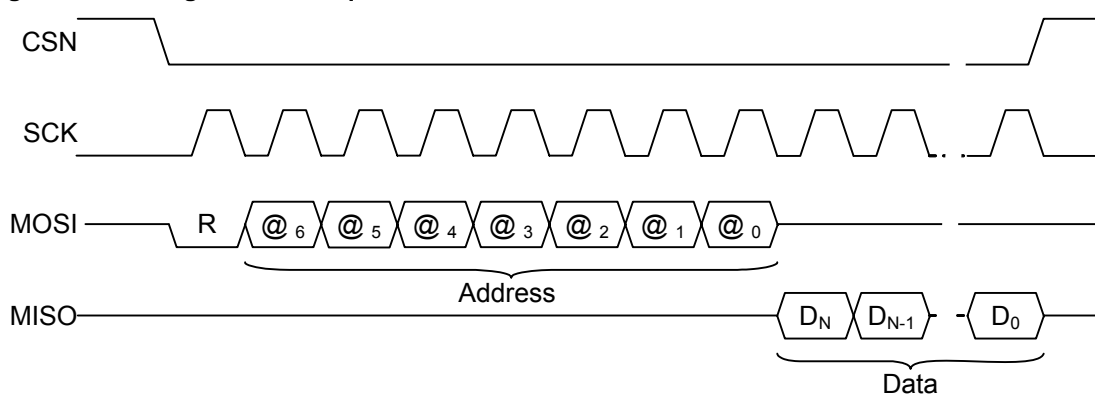 CSN
SCK
MOSI R @ 6 @ 5 @ 4 @ 3 @ 2 @ 1 @ 0
Address
MISO DN DN-1 D0
Data